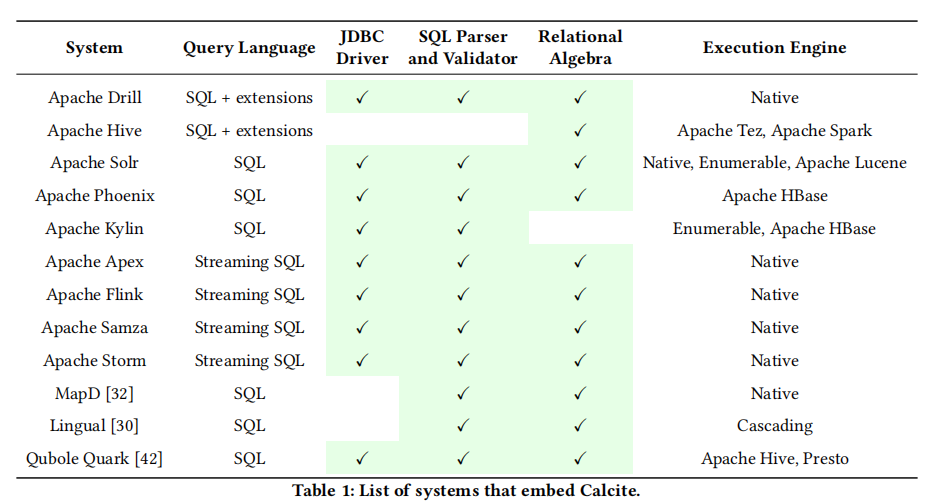 System Query Language JDBC Driver SQL Parser and Validator Relational Algebra Execution Engine
Apache Drill SQL + extensions ✓ ✓ ✓ Native
Apache Hive SQL + extensions ✓ Apache Tez, Apache Spark
Apache Solr SQL ✓ ✓ ✓ Native, Enumerable, Apache Lucene
Apache Phoenix SQL ✓ ✓ ✓ Apache HBase
Apache Kylin SQL ✓ ✓ Enumerable, Apache HBase
Apache Apex Streaming SQL ✓ ✓ ✓ Native
Apache Flink Streaming SQL ✓ ✓ ✓ Native
Apache Samza Streaming SQL ✓ ✓ ✓ Native
Apache Storm Streaming SQL ✓ ✓ ✓ Native
MapD [32] SQL ✓ ✓ Native
Lingual [30] SQL ✓ ✓ Cascading
Qubole Quark [42] SQL ✓ ✓ ✓ Apache Hive, Presto
Table 1: List of systems that embed Calcite.